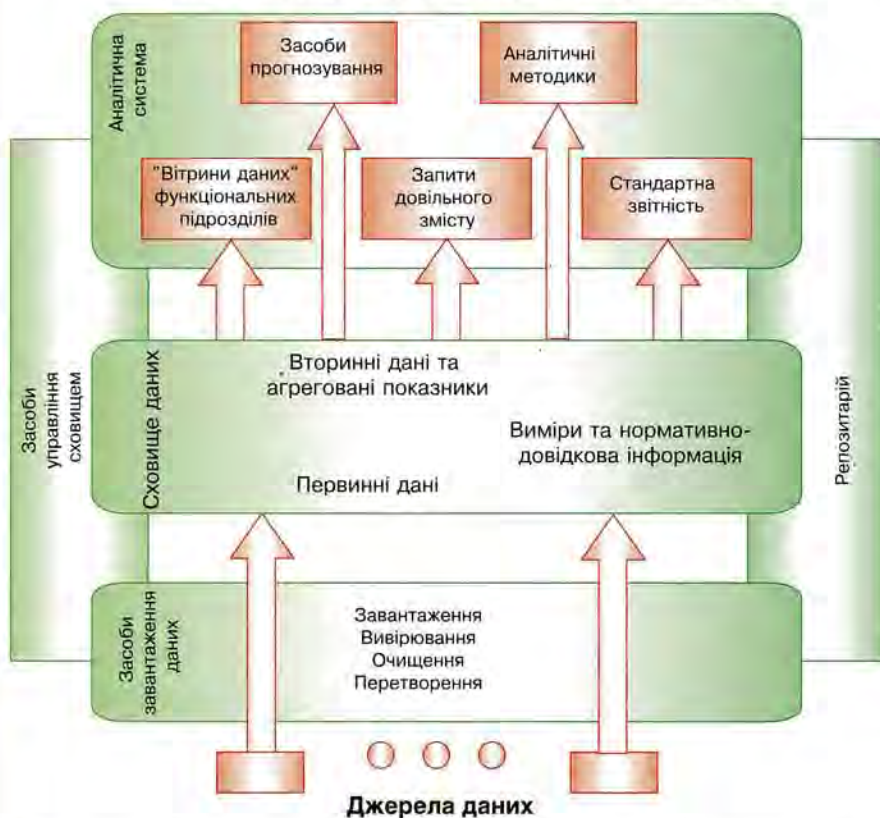 Аналітична
система
Засоби
прогнозування
Аналітичні
методики
"Вітрини даних"
функціональних
підрозділів
Запити
довільного
змісту
Стандартна
звітність
Засоби
управління
сховищем
Сховище даних
Вторинні дані та
агреговані показники
Виміри та нормативно-
довідкова інформація
Первинні дані
Репозитарій
Засоби
завантаження
даних
Завантаження
Вивірювання
Очищення
Перетворення
Джерела даних